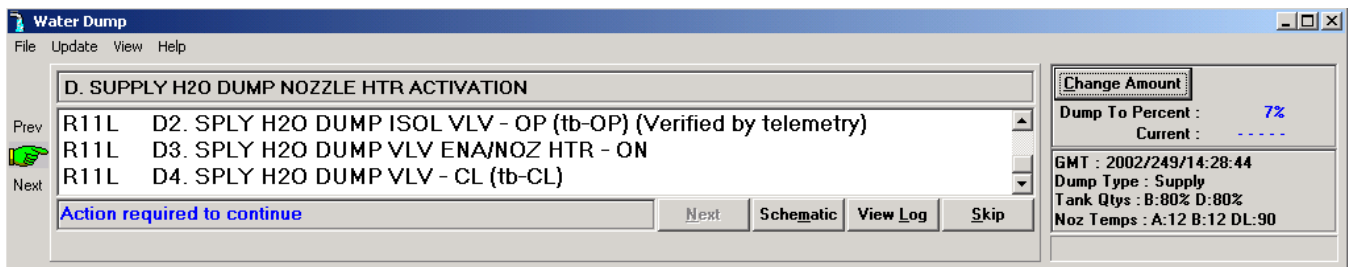 Water Dump
File Update View Help
D. SUPPLY H2O DUMP NOZZLE HTR ACTIVATION
Prev
Next
R11L D2. SPLY H2O DUMP ISOL VLV - OP (tb-OP) (Verified by telemetry)
R11L D3. SPLY H2O DUMP VLV ENA/NOZ HTR - ON
R11L D4. SPLY H2O DUMP VLV - CL (tb-CL)
Action required to continue
Next Schematic View Log Skip
Change Amount
Dump To Percent : 7%
Current : - - - - -
GMT : 2002/249/14:28:44
Dump Type : Supply
Tank Qtys : B:80% D:80%
Noz Temps : A:12 B:12 DL:90